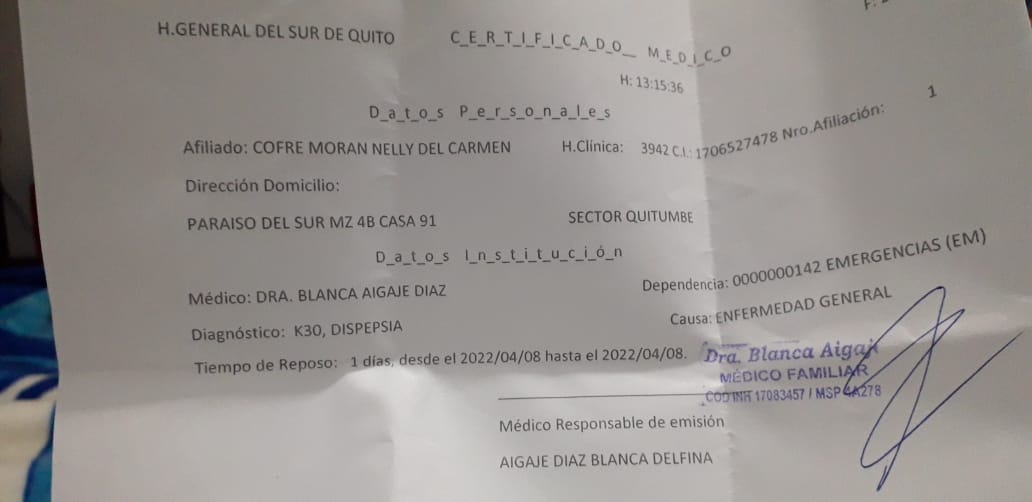 H.GENERAL DEL SUR DE QUITO C_E_R_T_I_F_I_C_A_D_O__ M_E_D_I_C_O
H: 13:15:36
D_a_t_o_s P_e_r_s_o_n_a_l_e_s
Afiliado: COFRE MORAN NELLY DEL CARMEN H.Clínica: 3942 C.I.: 1706527478 Nro.Afiliación: 1
Dirección Domicilio:
PARAISO DEL SUR MZ 4B CASA 91 SECTOR QUITUMBE
D_a_t_o_s I_n_s_t_i_t_u_c_i_ó_n
Médico: DRA. BLANCA AIGAJE DIAZ Dependencia: 0000000142 EMERGENCIAS (EM)
Diagnóstico: K30, DISPEPSIA Causa: ENFERMEDAD GENERAL
Tiempo de Reposo: 1 días, desde el 2022/04/08 hasta el 2022/04/08.
Dra. Blanca Aigaj
MÉDICO FAMILIAR
17083457 / MSP
Médico Responsable de emisión
AIGAJE DIAZ BLANCA DELFINA